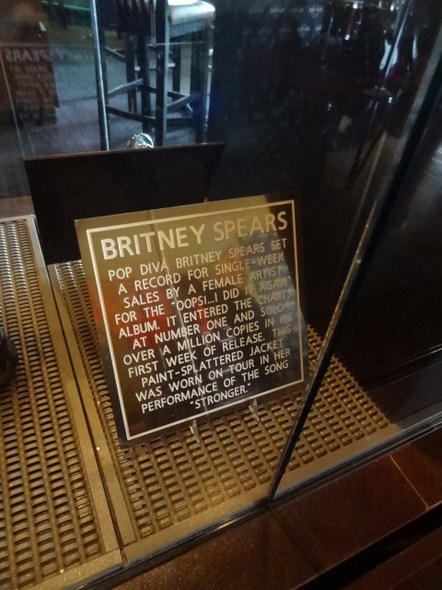 BRITNEY SPEARS
POP DIVA BRITNEY SPEARS SET
A RECORD FOR SINGLE-WEEK
SALES BY A FEMALE ARTIST
FOR THE "OOPS!...I DID IT AGAIN"
ALBUM. IT ENTERED THE CHARTS
AT NUMBER ONE AND SOLD
OVER A MILLION COPIES IN ITS
FIRST WEEK OF RELEASE. THIS
PAINT-SPLATTERED JACKET
WAS WORN ON TOUR IN HER
PERFORMANCE OF THE SONG
"STRONGER."